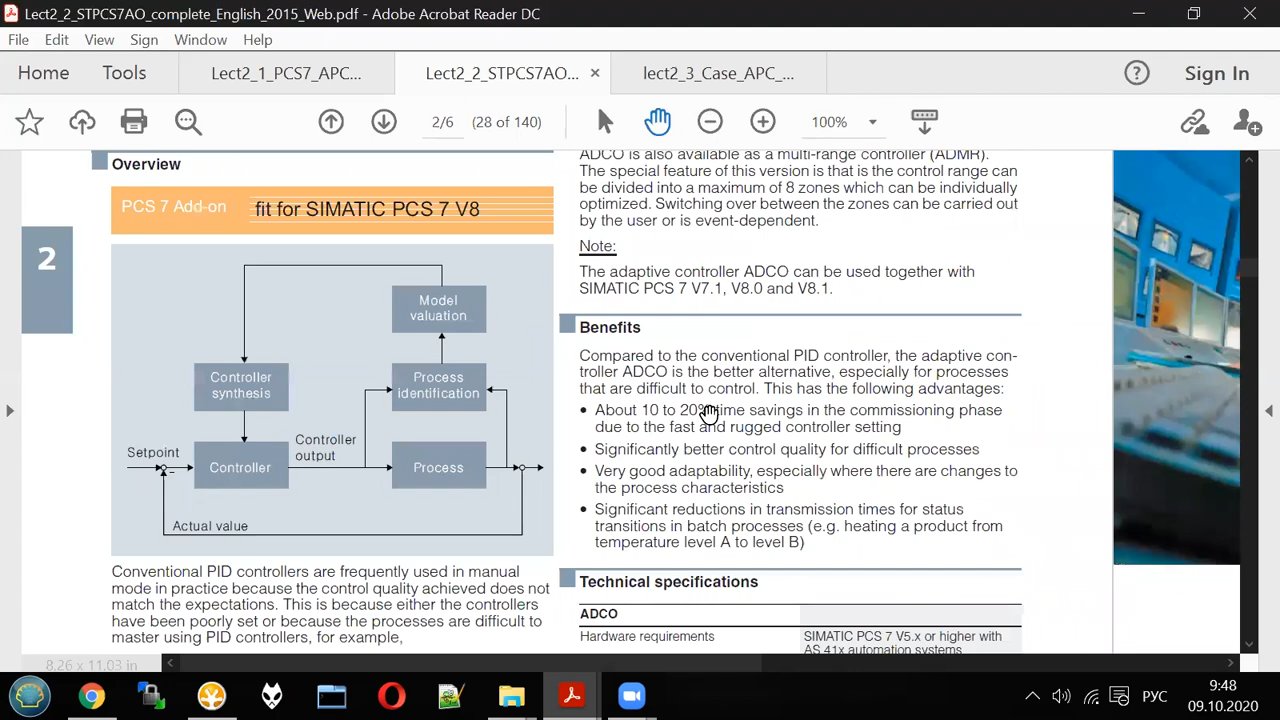 Lect2_2_STPCS7AO_complete_English_2015_Web.pdf - Adobe Acrobat Reader DC
File Edit View Sign Window Help
Home Tools Lect2_1_PCS7_APC... Lect2_2_STPCS7AO... × lect2_3_Case_APC_... Sign In
2/6 (28 of 140) 100%
Overview
PCS 7 Add-on fit for SIMATIC PCS 7 V8
2
Model
valuation
Controller
synthesis
Process
identification
Setpoint
Controller
output
Controller
Process
Actual value
Conventional PID controllers are frequently used in manual
mode in practice because the control quality achieved does not
match the expectations. This is because either the controllers
have been poorly set or because the processes are difficult to
master using PID controllers, for example,
ADCO is also available as a multi-range controller (ADMR).
The special feature of this version is that is the control range can
be divided into a maximum of 8 zones which can be individually
optimized. Switching over between the zones can be carried out
by the user or is event-dependent.
Note:
The adaptive controller ADCO can be used together with
SIMATIC PCS 7 V7.1, V8.0 and V8.1.
Benefits
Compared to the conventional PID controller, the adaptive con-
troller ADCO is the better alternative, especially for processes
that are difficult to control. This has the following advantages:
• About 10 to 20% time savings in the commissioning phase
due to the fast and rugged controller setting
• Significantly better control quality for difficult processes
• Very good adaptability, especially where there are changes to
the process characteristics
• Significant reductions in transmission times for status
transitions in batch processes (e.g. heating a product from
temperature level A to level B)
Technical specifications
ADCO
Hardware requirements SIMATIC PCS 7 V5.x or higher with
AS 41x automation systems
8,26 x 11,03 in
РУС
9:48
09.10.2020